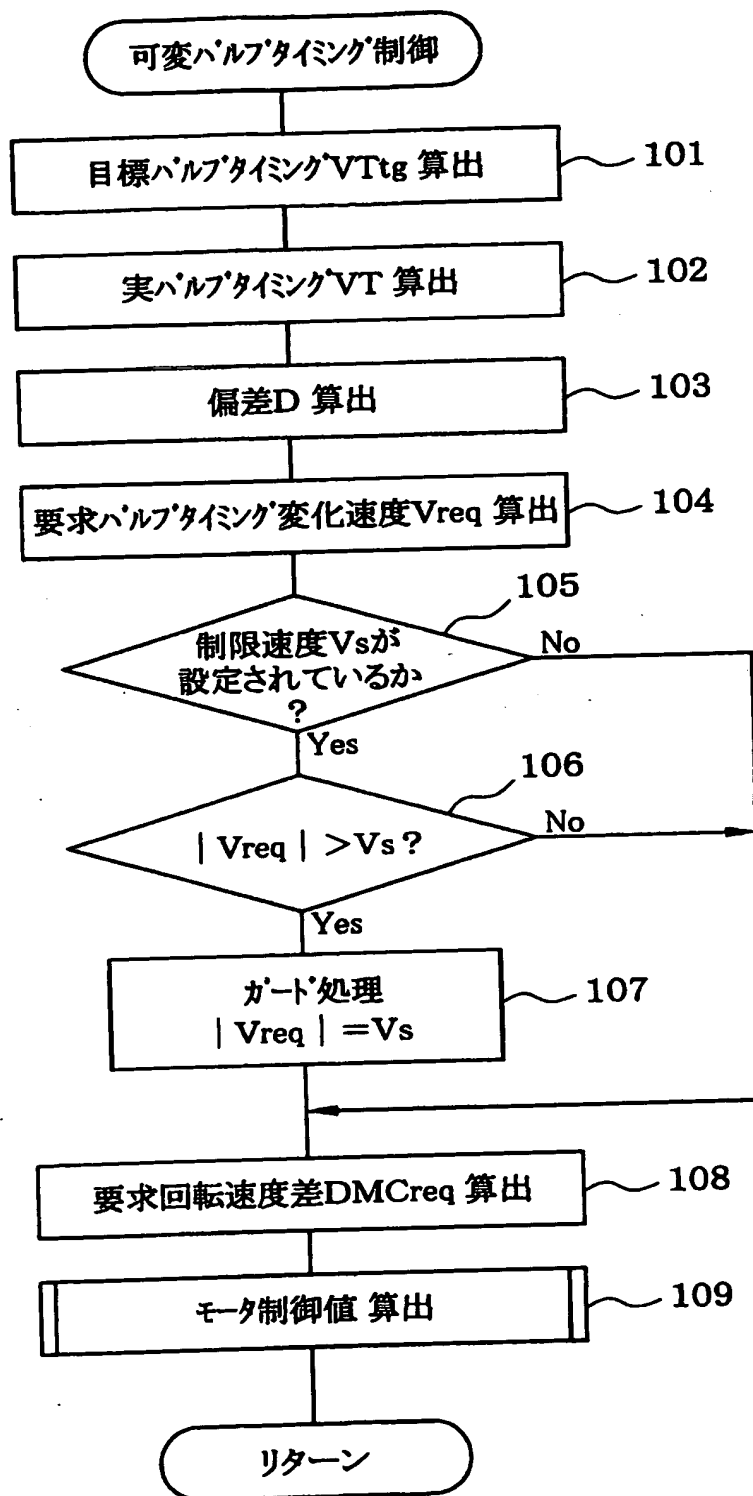 可変バルブタイミング制御
目標バルブタイミングVTtg 算出
101
実バルブタイミングVT 算出
102
偏差D 算出
103
要求バルブタイミング変化速度Vreq 算出
104
105
制限速度Vsが
設定されているか
?
No
Yes
106
| Vreq | >Vs?
No
Yes
ガード処理
| Vreq | =Vs
107
要求回転速度差DMCreq 算出
108
モータ制御値 算出
109
リターン